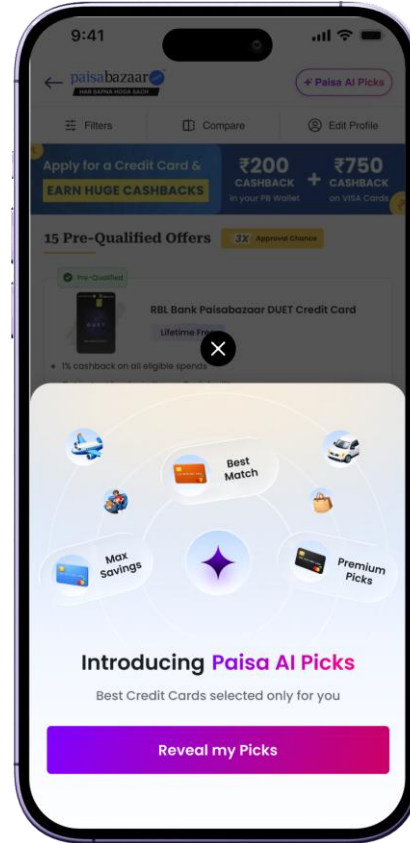 9:41
paisabazaar
HAR SAPNA HOGA SACH
Paisa AI Picks
Filters
Compare
Edit Profile
Apply for a Credit Card &
EARN HUGE CASHBACKS
₹200
CASHBACK
in your PB Wallet
+
₹750
CASHBACK
on VISA Cards
15 Pre-Qualified Offers
3X Approval Chance
Pre-Qualified
DUET
RBL Bank Paisabazaar DUET Credit Card
Lifetime Free
1% cashback on all eligible spends
Best
Match
Max
Savings
Premium
Picks
Introducing Paisa AI Picks
Best Credit Cards selected only for you
Reveal my Picks